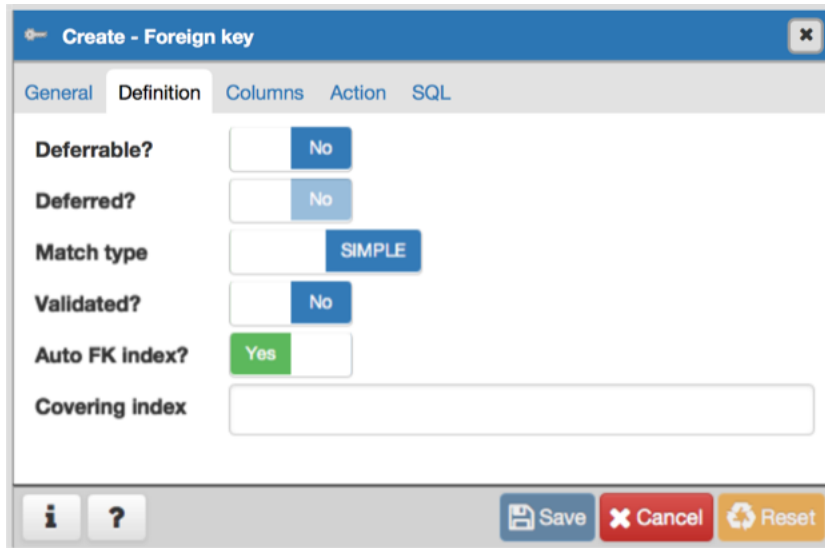 Create - Foreign key
General Definition Columns Action SQL
Deferrable? No
Deferred? No
Match type SIMPLE
Validated? No
Auto FK index? Yes
Covering index
i ? Save Cancel Reset